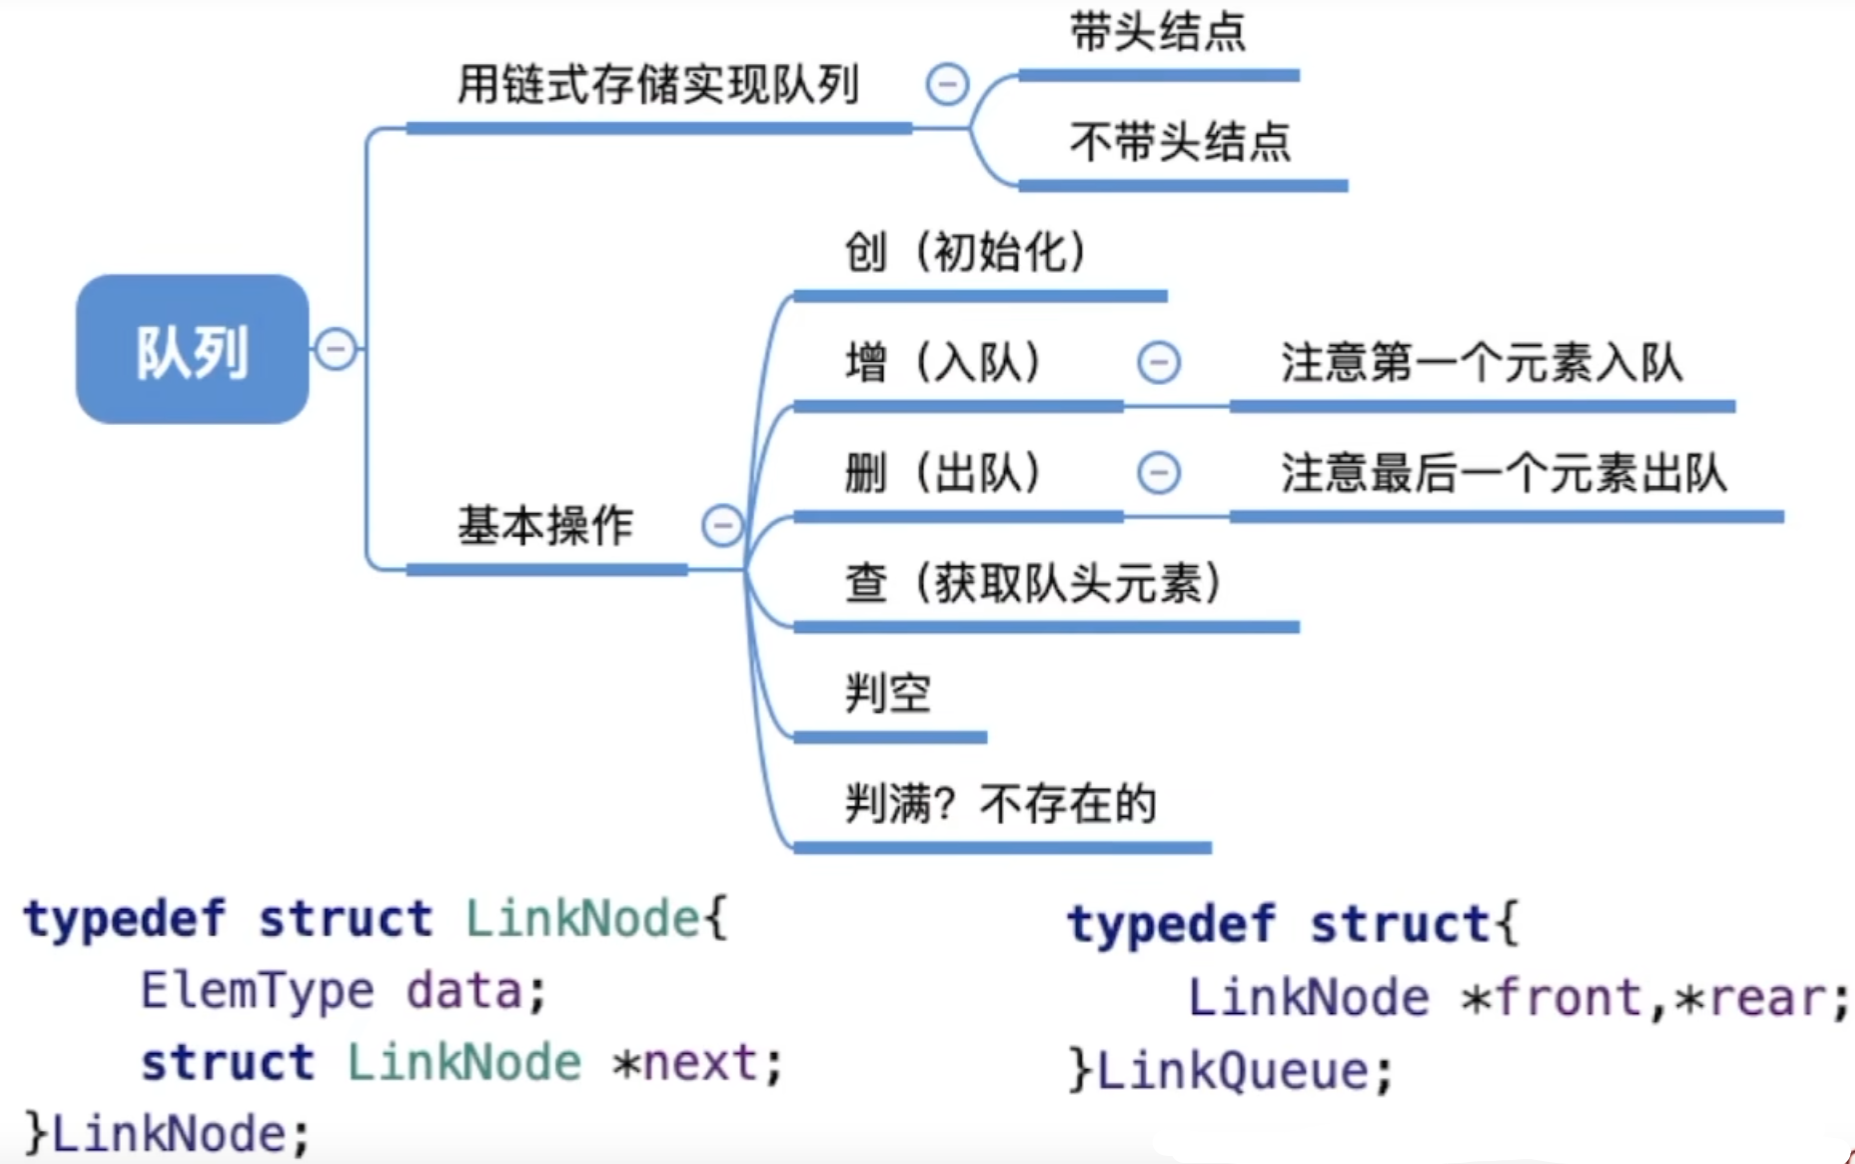 队列
用链式存储实现队列
带头结点
不带头结点
基本操作
创（初始化）
增（入队）
注意第一个元素入队
删（出队）
注意最后一个元素出队
查（获取队头元素）
判空
判满？不存在的
typedef struct LinkNode{
    ElemType data;
    struct LinkNode *next;
}LinkNode;
typedef struct{
    LinkNode *front,*rear;
}LinkQueue;